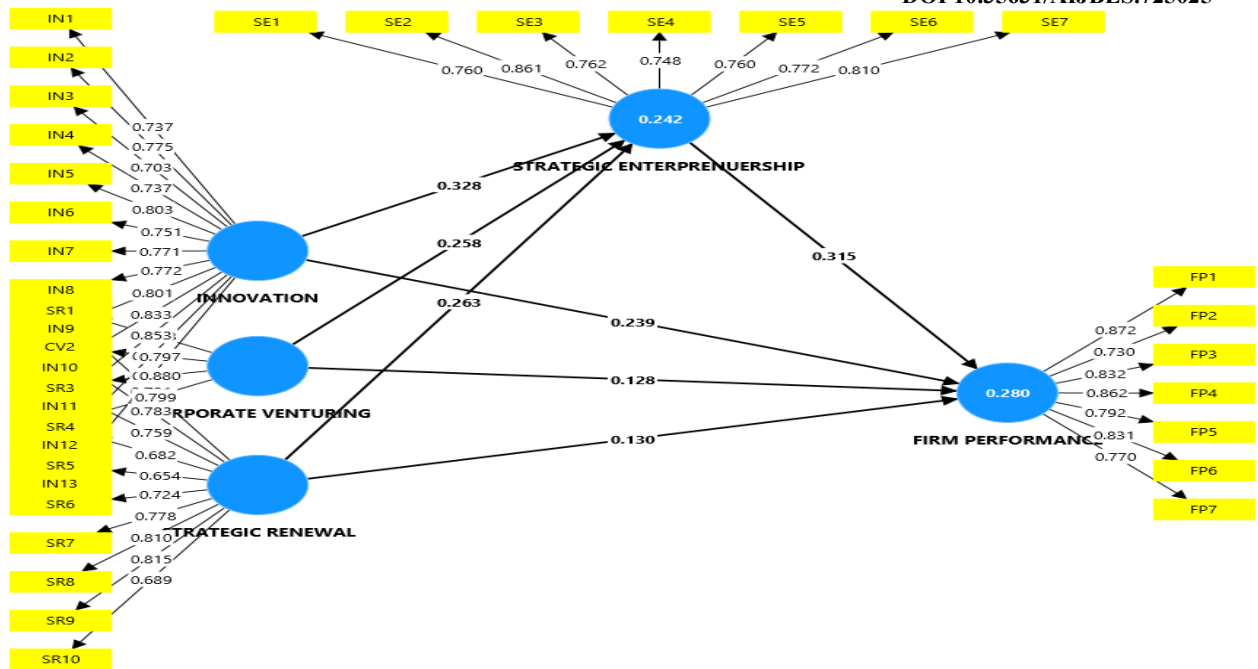 IN1
IN2
IN3
IN4
IN5
IN6
IN7
IN8
SR1
IN9
CV2
IN10
SR3
IN11
SR4
IN12
SR5
IN13
SR6
SR7
SR8
SR9
SR10
SE1
SE2
SE3
SE4
SE5
SE6
SE7
0.760
0.861
0.762
0.748
0.760
0.772
0.810
0.242
STRATEGIC ENTERPRENUERSHIP
0.737
0.775
0.703
0.737
0.803
0.751
0.771
0.772
0.801
0.833
0.853
0.797
0.880
0.799
0.783
0.759
0.682
0.654
0.724
0.778
0.810
0.815
0.689
INNOVATION
RPORATE VENTURING
TRATEGIC RENEWAL
0.328
0.258
0.263
0.315
0.239
0.128
0.130
0.280
FIRM PERFORMANC
0.872
0.730
0.832
0.862
0.792
0.831
0.770
FP1
FP2
FP3
FP4
FP5
FP6
FP7